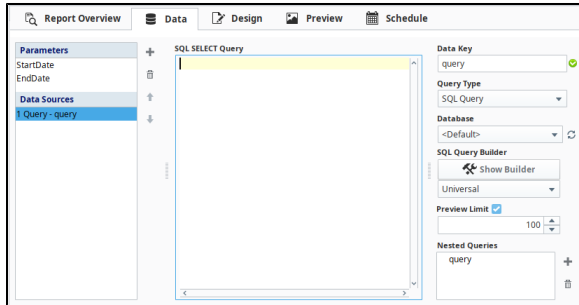 Report Overview
Data
Design
Preview
Schedule
Parameters
StartDate
EndDate
Data Sources
1 Query - query
SQL SELECT Query
Data Key
query
Query Type
SQL Query
Database
<Default>
SQL Query Builder
Show Builder
Universal
Preview Limit
100
Nested Queries
query